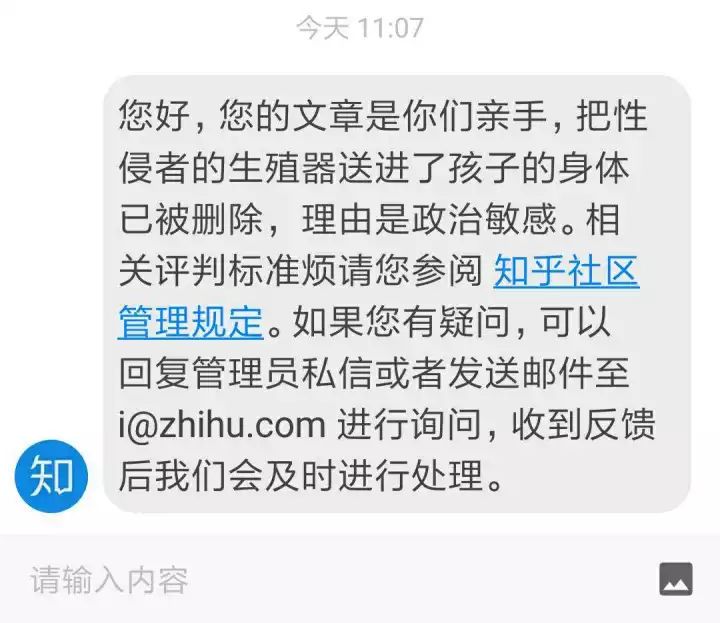 今天 11:07
您好，您的文章是你们亲手，把性
侵者的生殖器送进了孩子的身体
已被删除，理由是政治敏感。相
关评判标准烦请您参阅 知乎社区
管理规定。如果您有疑问，可以
回复管理员私信或者发送邮件至
i@zhihu.com 进行询问，收到反馈
后我们会及时进行处理。
知
请输入内容